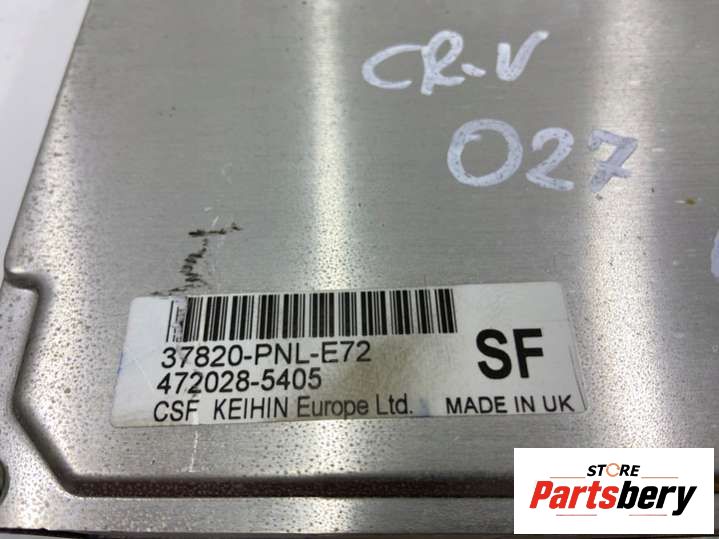 CR-V
027
37820-PNL-E72
472028-5405
SF
CSF KEIHIN Europe Ltd. MADE IN UK
STORE
Partsbery